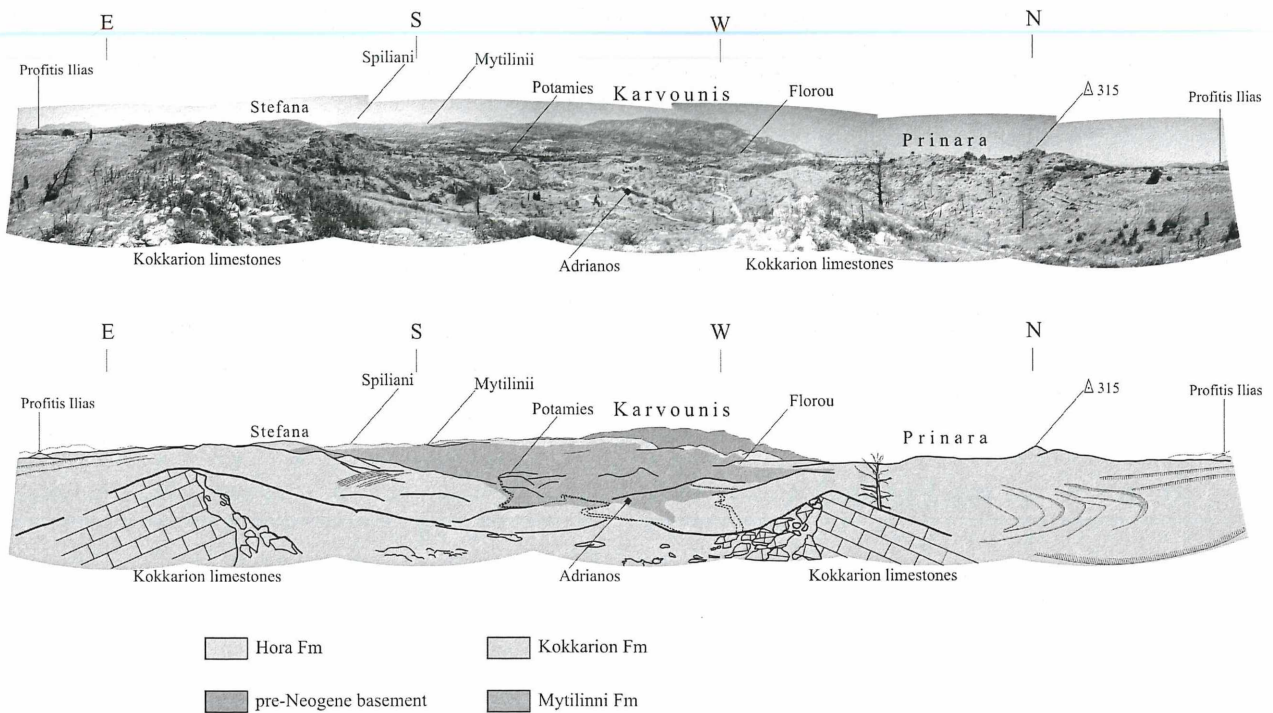 E S W N
Spiliani Mytilinii
Profitis Ilias Potamies Karvounis Florou Δ 315 Profitis Ilias
Stefana
Prinara
Kokkarion limestones Adrianos Kokkarion limestones
E S W N
Spiliani Mytilinii
Profitis Ilias Potamies Karvounis Florou Δ 315 Profitis Ilias
Stefana Prinara
Kokkarion limestones Adrianos Kokkarion limestones
Hora Fm Kokkarion Fm
pre-Neogene basement Mytilinni Fm